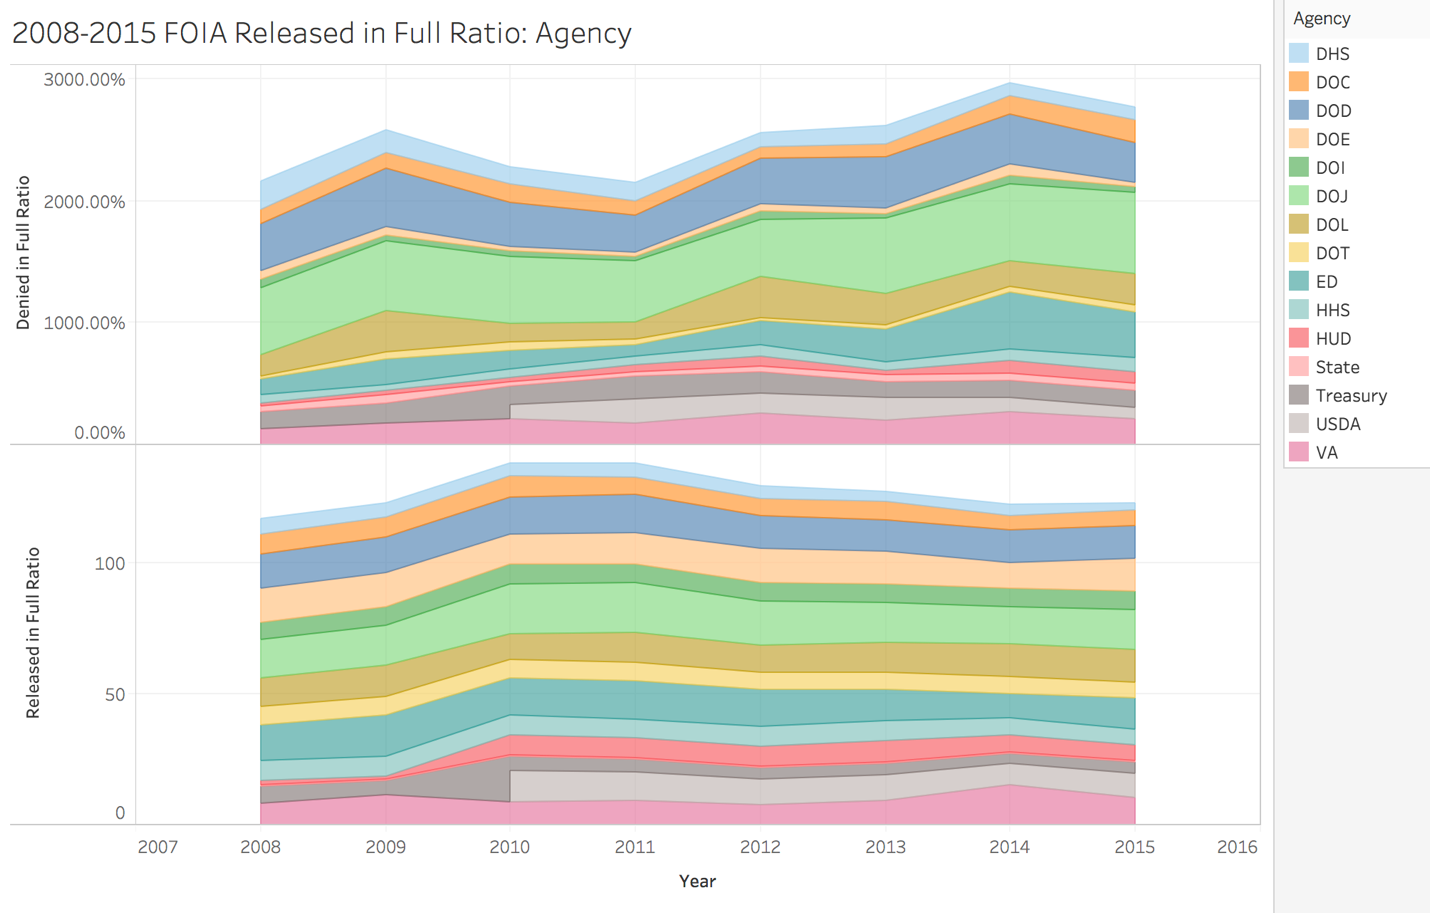 2008-2015 FOIA Released in Full Ratio: Agency
3000.00%
2000.00%
1000.00%
0.00%
Denied in Full Ratio
100
50
0
Released in Full Ratio
2007 2008 2009 2010 2011 2012 2013 2014 2015 2016
Year
Agency
DHS
DOC
DOD
DOE
DOI
DOJ
DOL
DOT
ED
HHS
HUD
State
Treasury
USDA
VA